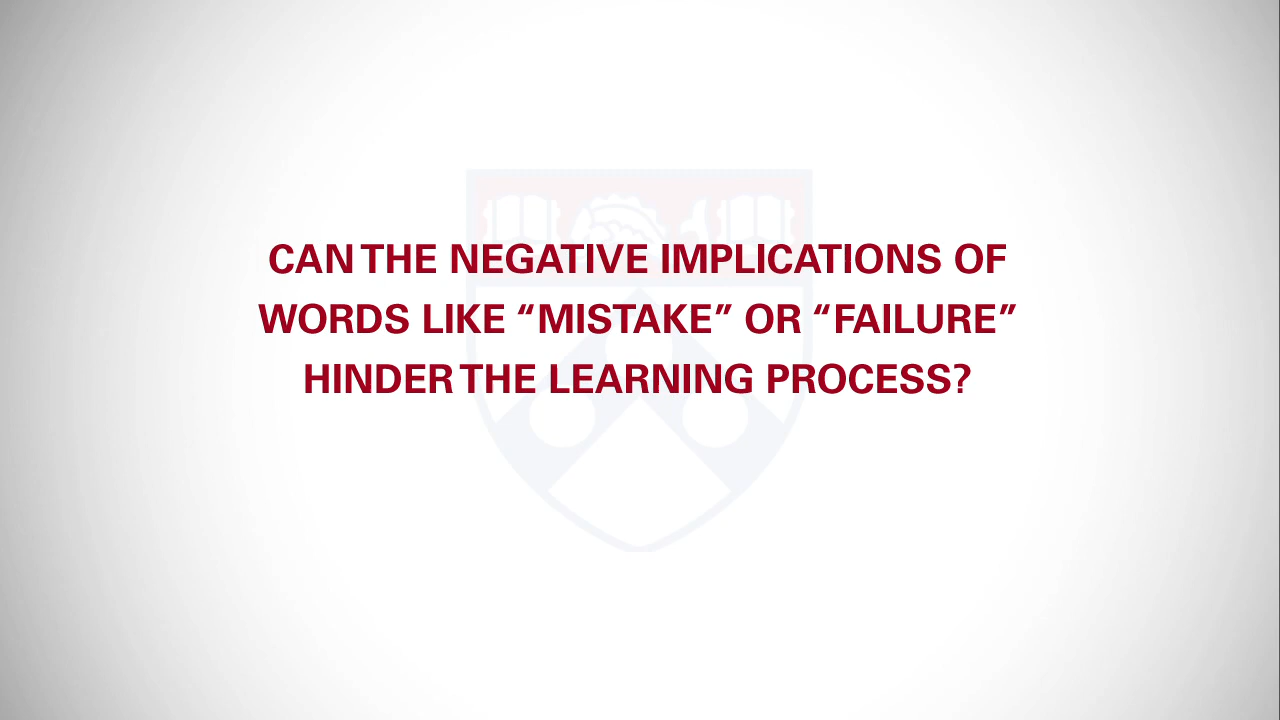 CAN THE NEGATIVE IMPLICATIONS OF
WORDS LIKE “MISTAKE” OR “FAILURE”
HINDER THE LEARNING PROCESS?